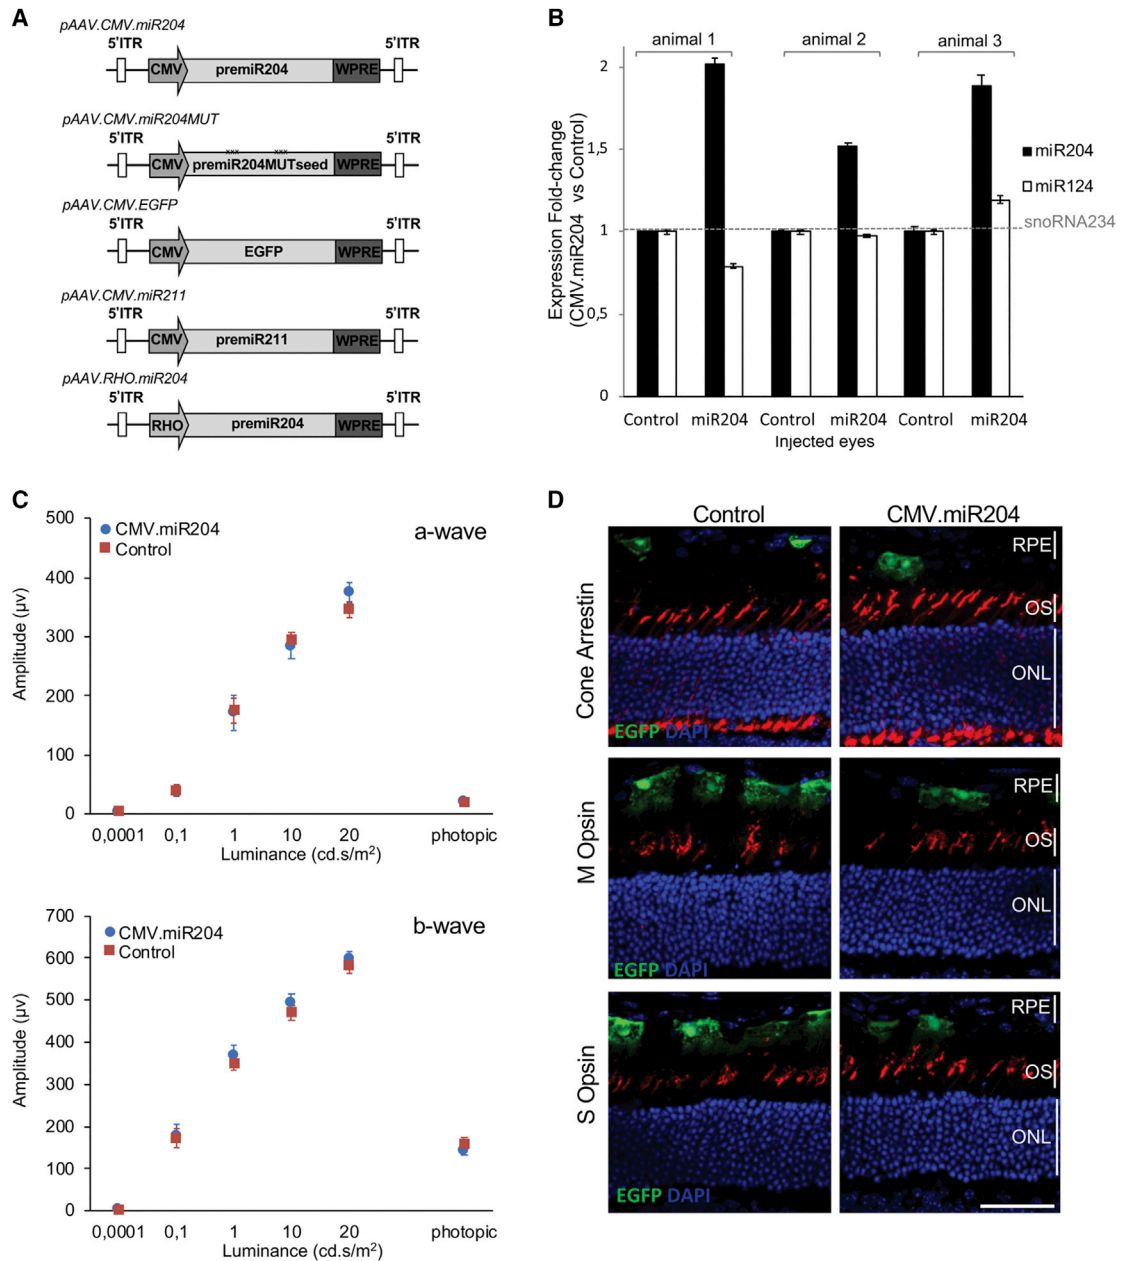 A
pAAV.CMV.miR204
5'ITR 5'ITR
CMV premiR204 WPRE
pAAV.CMV.miR204MUT
5'ITR 5'ITR
xxx xxx
CMV premiR204MUTseed WPRE
pAAV.CMV.EGFP
5'ITR 5'ITR
CMV EGFP WPRE
pAAV.CMV.miR211
5'ITR 5'ITR
CMV premiR211 WPRE
pAAV.RHO.miR204
5'ITR 5'ITR
RHO premiR204 WPRE
B
animal 1 animal 2 animal 3
Expression Fold-change
(CMV.miR204 vs Control)
2
1,5
1
0,5
0
miR204
miR124
snoRNA234
Control miR204 Control miR204 Control miR204
Injected eyes
C
a-wave
CMV.miR204
Control
Amplitude (μv)
500
400
300
200
100
0
0,0001 0,1 1 10 20 photopic
Luminance (cd.s/m²)
b-wave
CMV.miR204
Control
Amplitude (μv)
700
600
500
400
300
200
100
0
0,0001 0,1 1 10 20 photopic
Luminance (cd.s/m²)
D
Control CMV.miR204
Cone Arrestin
RPE
OS
ONL
EGFP DAPI
M Opsin
RPE
OS
ONL
EGFP DAPI
S Opsin
RPE
OS
ONL
EGFP DAPI